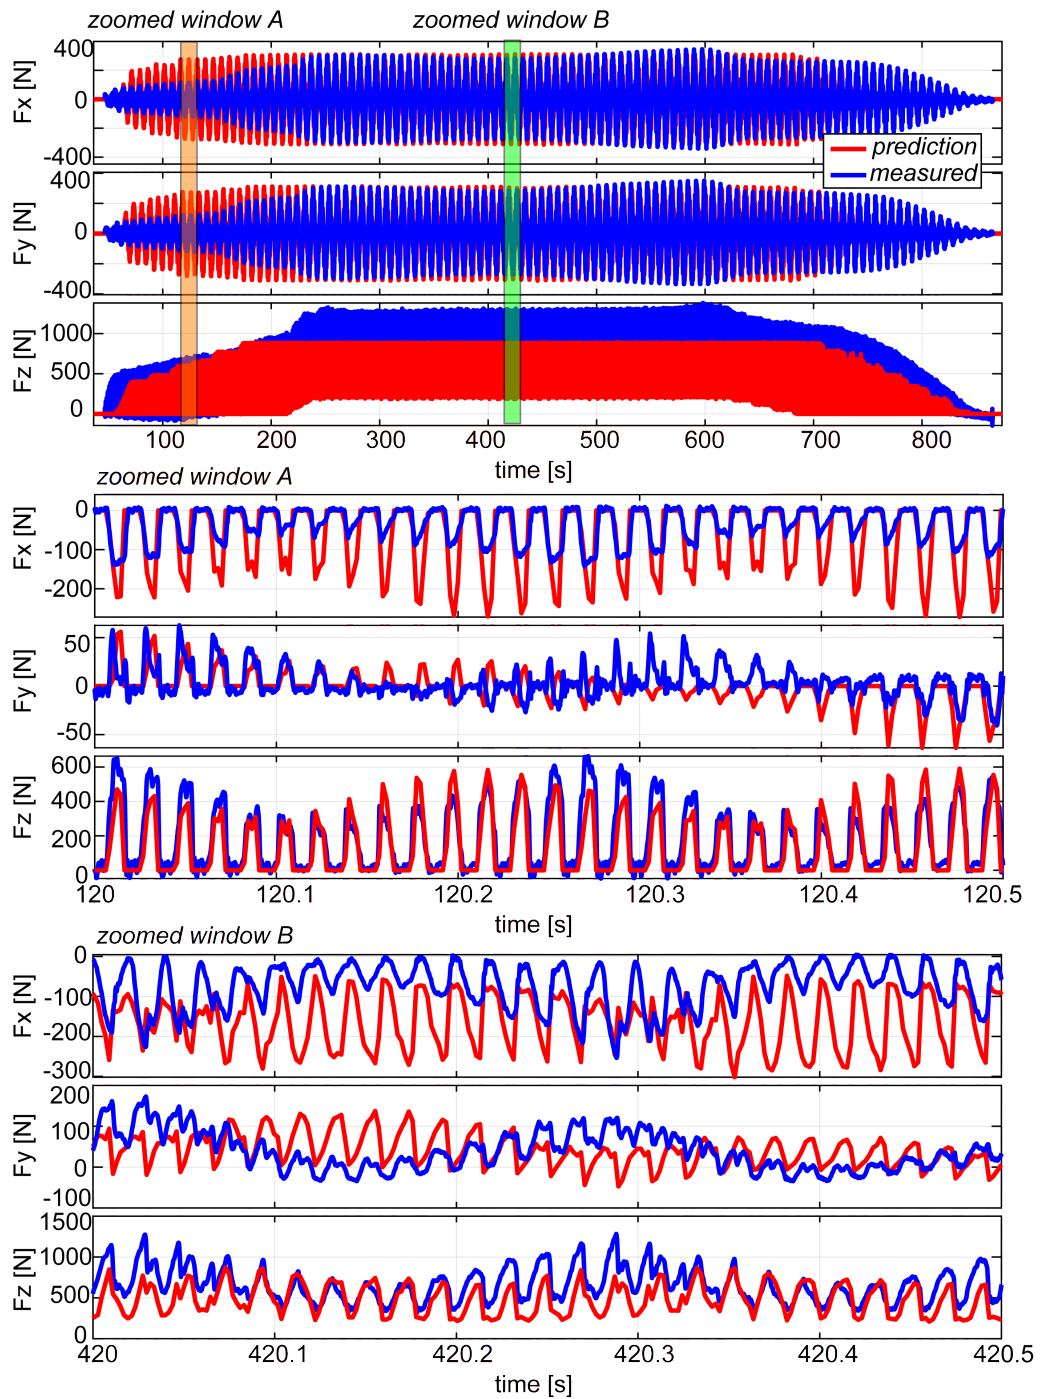 zoomed window A zoomed window B
400
0
-400
Fx [N]
prediction
measured
400
0
-400
Fy [N]
1000
500
0
Fz [N]
100 200 300 400 500 600 700 800
time [s]
zoomed window A
0
-100
-200
Fx [N]
50
0
-50
Fy [N]
600
400
200
0
Fz [N]
120 120.1 120.2 120.3 120.4 120.5
time [s]
zoomed window B
0
-100
-200
-300
Fx [N]
200
100
0
-100
Fy [N]
1500
1000
500
0
Fz [N]
420 420.1 420.2 420.3 420.4 420.5
time [s]